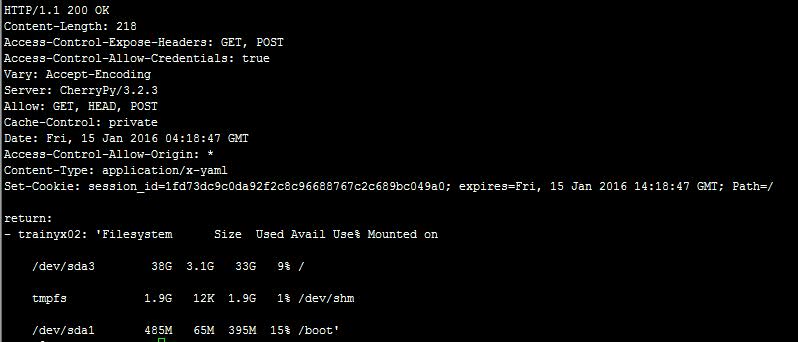 HTTP/1.1 200 OK
Content-Length: 218
Access-Control-Expose-Headers: GET, POST
Access-Control-Allow-Credentials: true
Vary: Accept-Encoding
Server: CherryPy/3.2.3
Allow: GET, HEAD, POST
Cache-Control: private
Date: Fri, 15 Jan 2016 04:18:47 GMT
Access-Control-Allow-Origin: *
Content-Type: application/x-yaml
Set-Cookie: session_id=1fd73dc9c0da92f2c8c96688767c2c689bc049a0; expires=Fri, 15 Jan 2016 14:18:47 GMT; Path=/
return:
- trainyx02: 'Filesystem      Size  Used Avail Use% Mounted on
/dev/sda3        38G  3.1G   33G   9% /
tmpfs           1.9G   12K  1.9G   1% /dev/shm
/dev/sda1       485M   65M  395M  15% /boot'